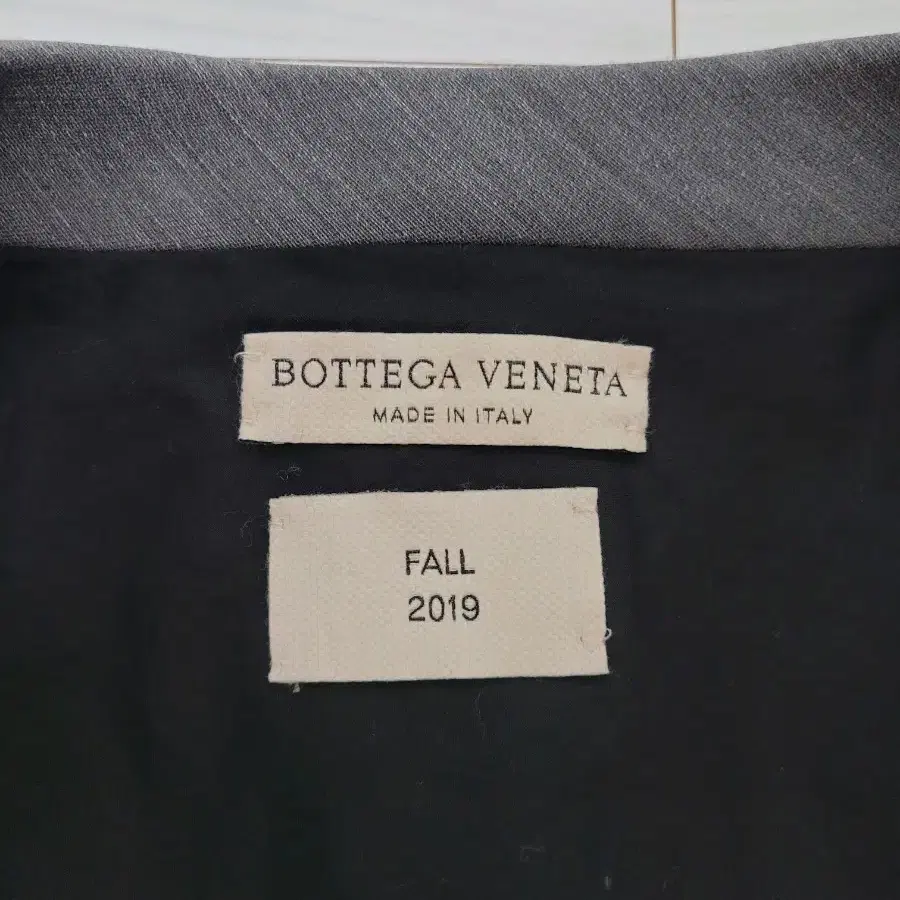 BOTTEGA VENETA
MADE IN ITALY
FALL
2019